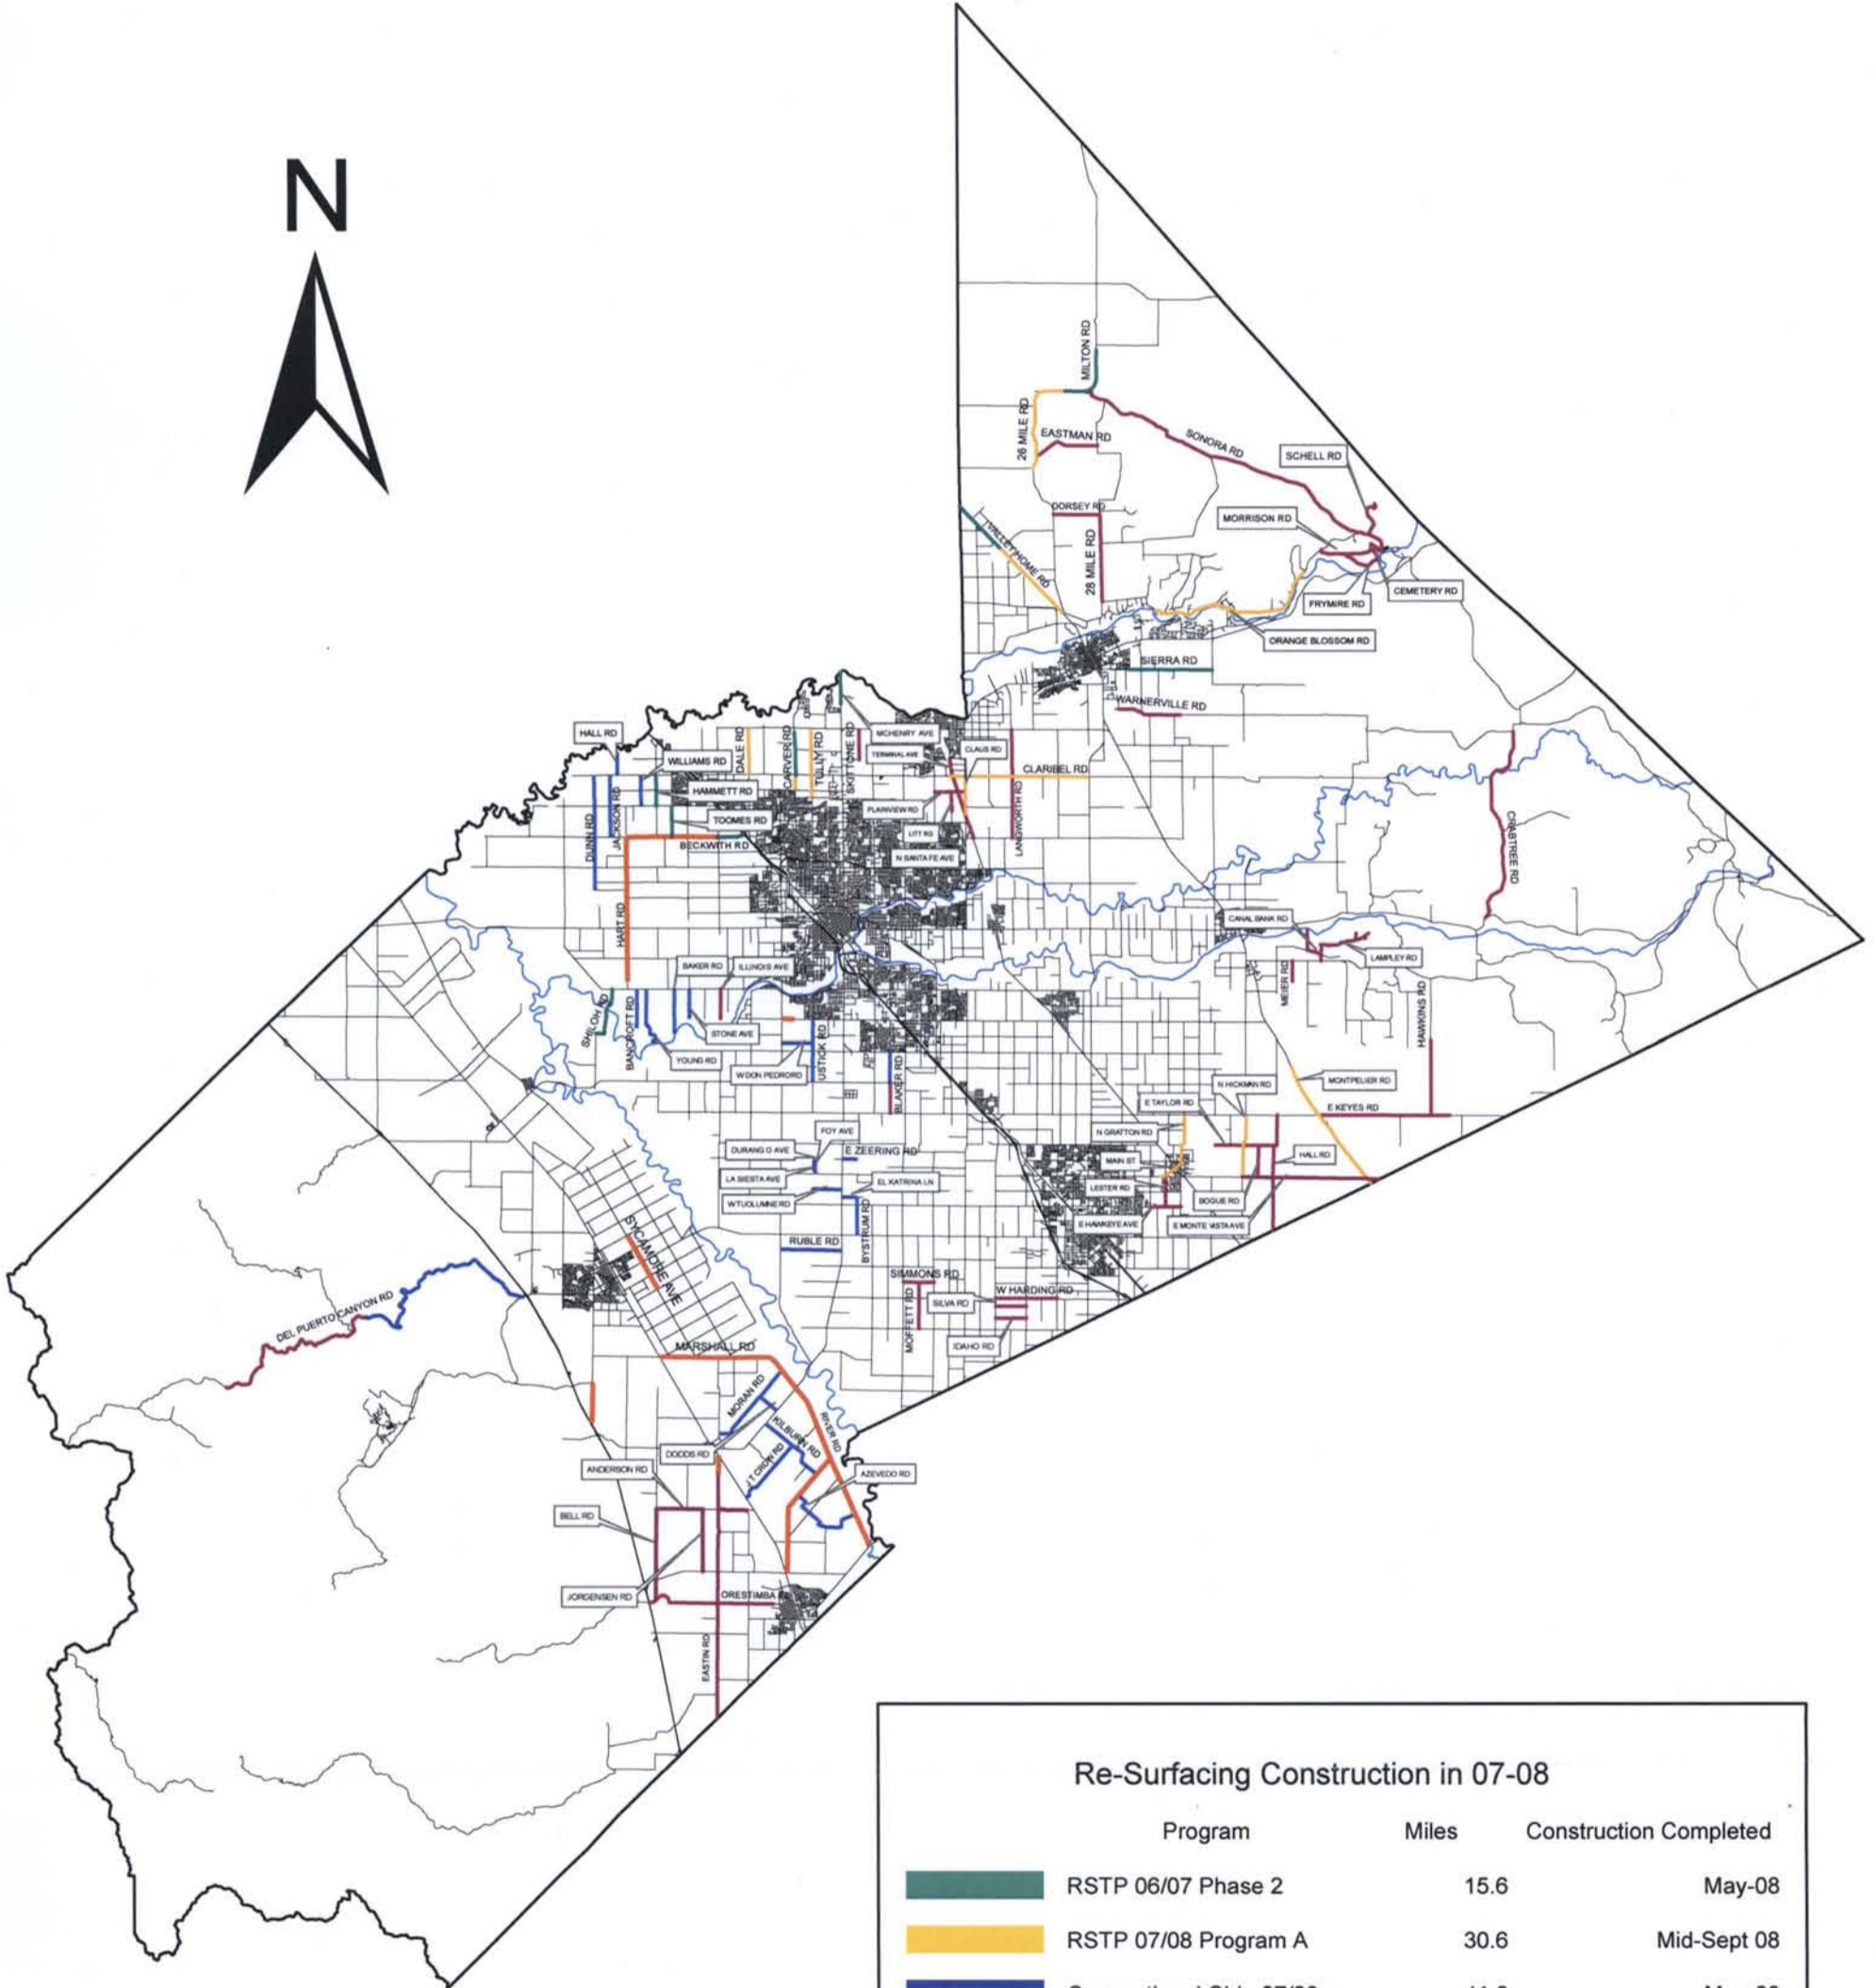 N
MILTON RD
26 MILE RD
EASTMAN RD
SONORA RD
SCHELL RD
DORSEY RD
MORRISON RD
VALLEY HOME RD
28 MILE RD
CEMETERY RD
FRYMIRE RD
ORANGE BLOSSOM RD
SIERRA RD
WARNERVILLE RD
HALL RD
DALE RD
CARVER RD
TULLY RD
SKITTONE RD
MCHENRY AVE
TERMINAL AVE
CLAUS RD
WILLIAMS RD
CLARIBEL RD
HAMMETT RD
PLAINVIEW RD
LANGWORTH RD
DUNN RD
JACKSON RD
TOOMES RD
LITT RD
BECKWITH RD
N SANTA FE AVE
CRABTREE RD
HART RD
CANAL BANK RD
LAMPLEY RD
BAKER RD
ILLINOIS AVE
MEIER RD
HAWKINS RD
SHILOH RD
BANCROFT RD
STONE AVE
YOUNG RD
W DON PEDRO RD
USTICK RD
BLAKER RD
N HICKMAN RD
MONTPELIER RD
E TAYLOR RD
E KEYES RD
FOY AVE
N GRATTON RD
DURANGO AVE
E ZEERING RD
MAIN ST
HALL RD
LA SIESTA AVE
EL KATRINA LN
LESTER RD
W TUOLUMNE RD
BOGUE RD
BYSTRUM RD
E HAWKEYE AVE
E MONTE VISTA AVE
SYCAMORE AVE
RUBLE RD
SIMMONS RD
W HARDING RD
MOFFETT RD
SILVA RD
DEL PUERTO CANYON RD
IDAHO RD
MARSHALL RD
MORAN RD
RIVER RD
KILBURN RD
DODDS RD
J T CROW RD
ANDERSON RD
AZEVEDO RD
BELL RD
JORGENSEN RD
ORESTIMBA
EASTIN RD
Re-Surfacing Construction in 07-08
Program Miles Construction Completed
RSTP 06/07 Phase 2 15.6 May-08
RSTP 07/08 Program A 30.6 Mid-Sept 08